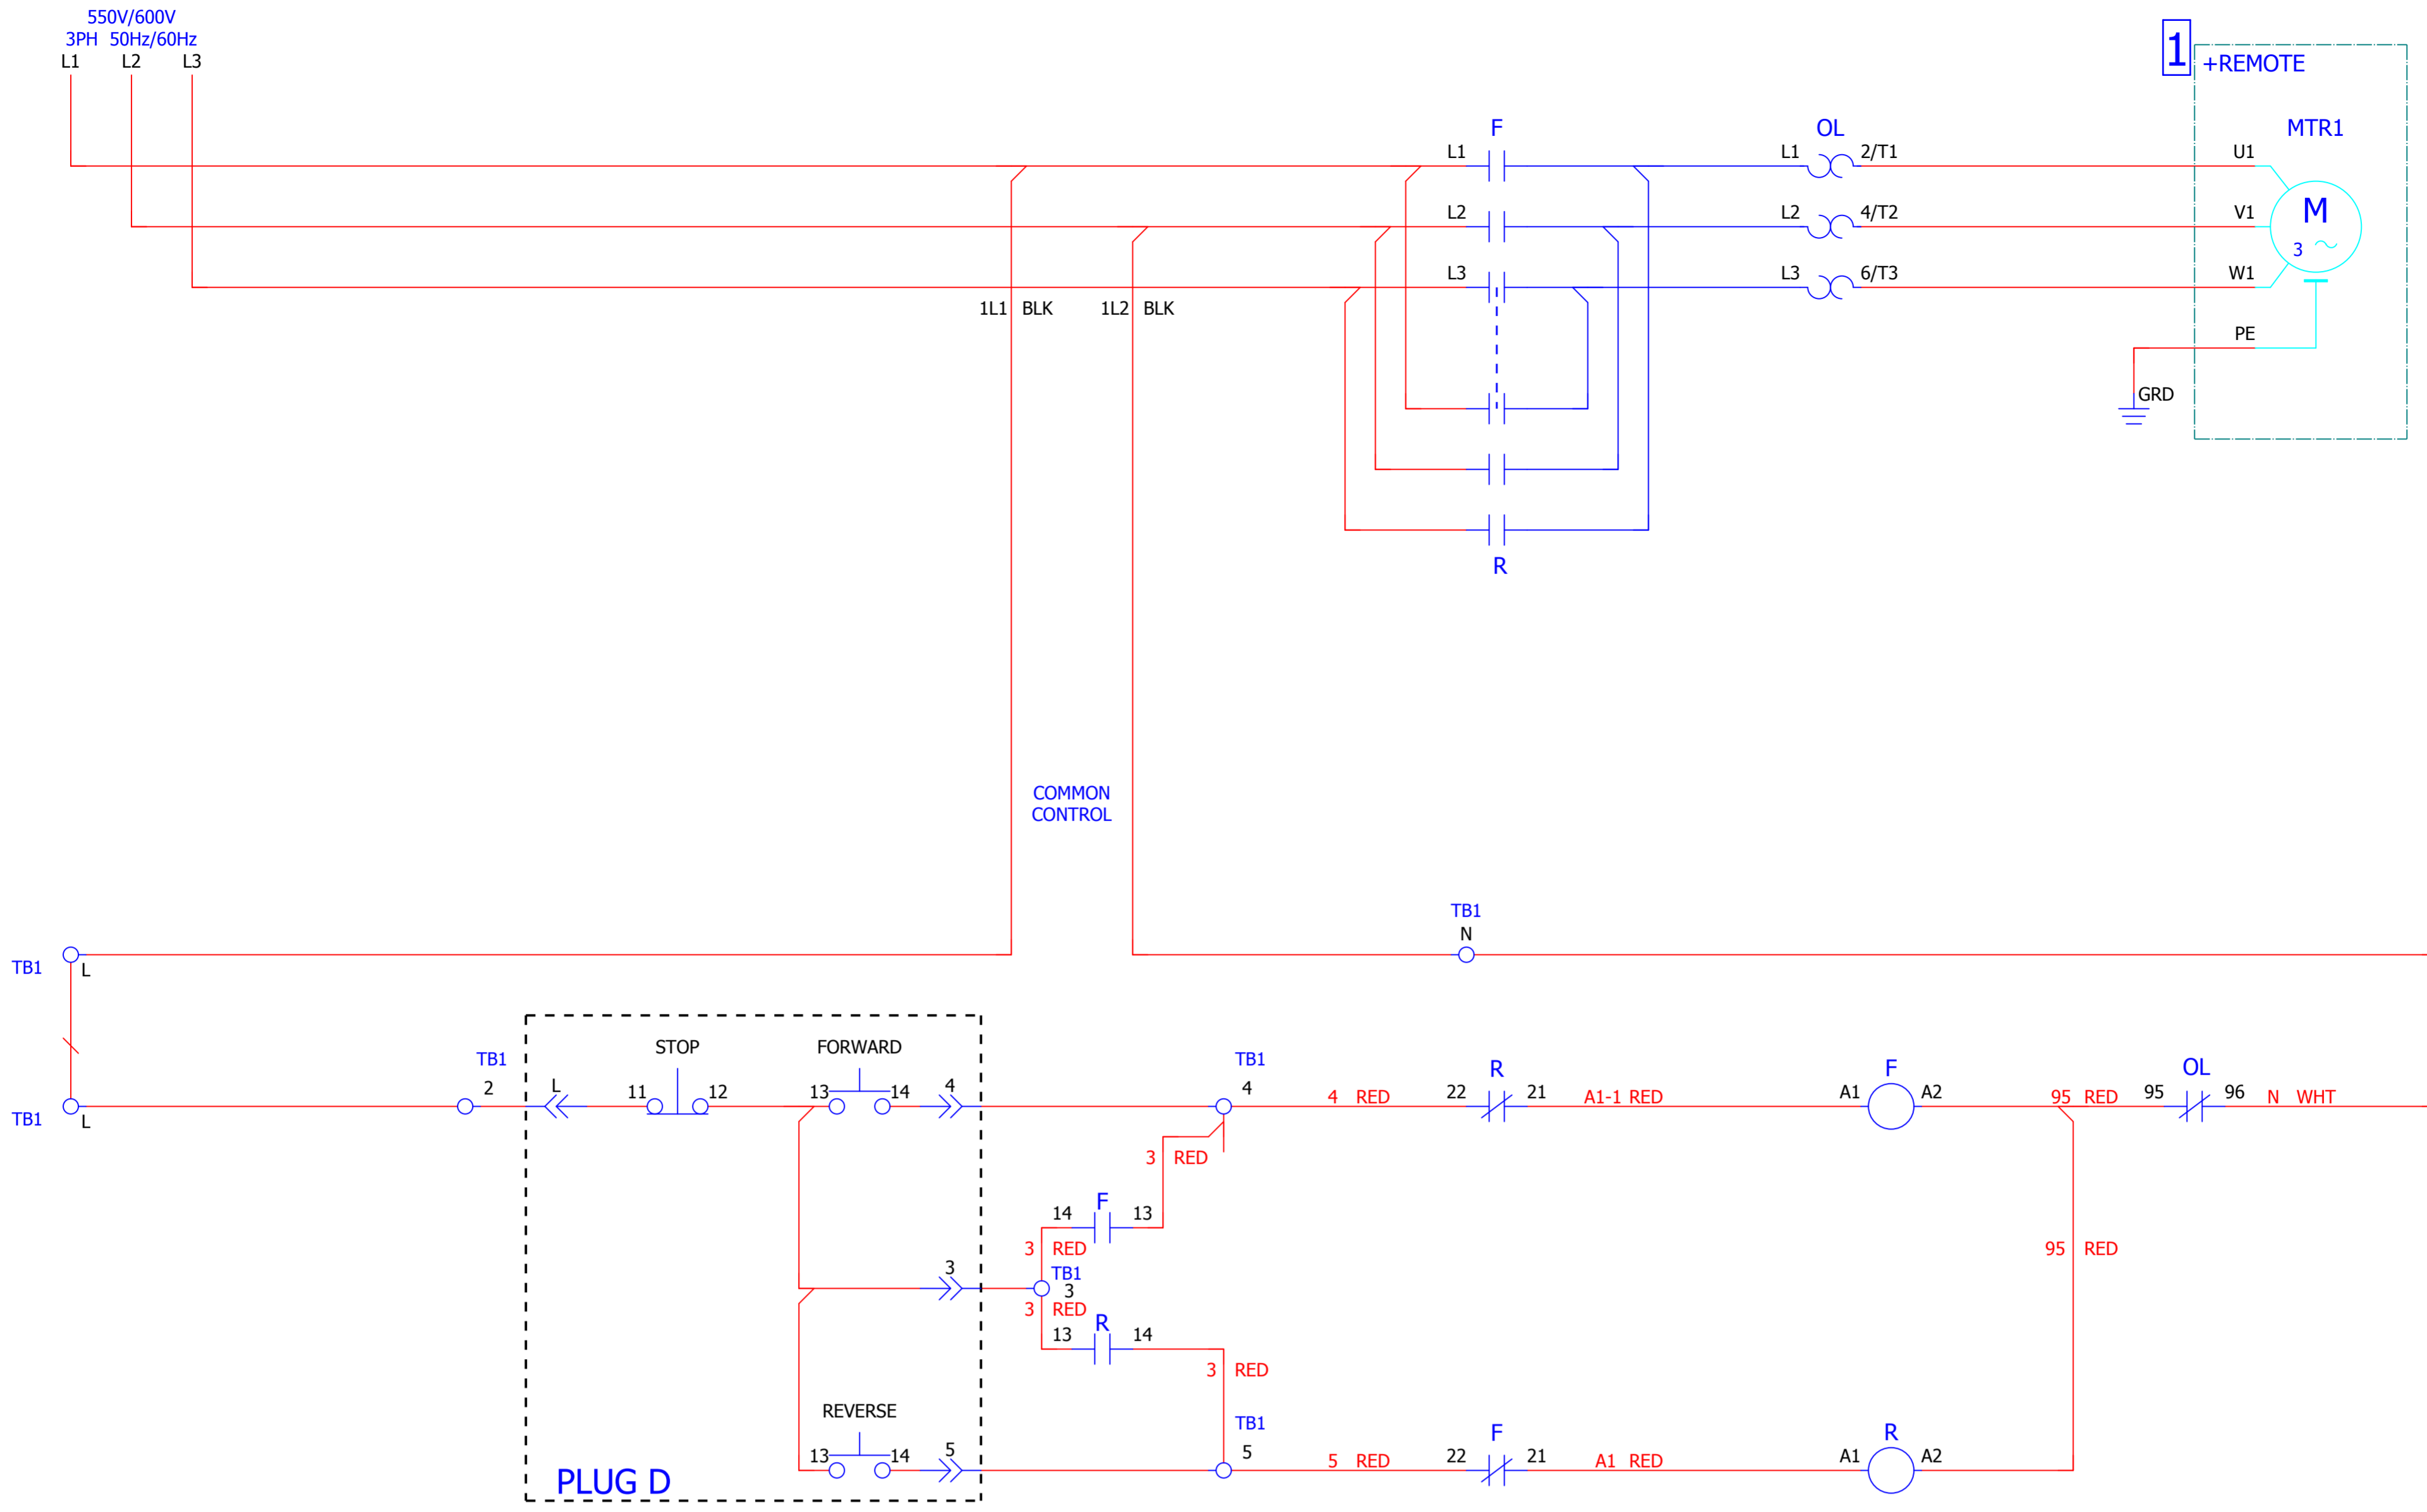 550V/600V
3PH 50Hz/60Hz
L1 L2 L3
1
+REMOTE
F OL MTR1
L1 L1 2/T1 U1
L2 L2 4/T2 V1
M
3
L3 L3 6/T3 W1
1L1 BLK 1L2 BLK
PE
GRD
R
COMMON
CONTROL
TB1
N
TB1 L
STOP FORWARD
TB1 TB1 R F OL
2 L 11 12 13 14 4 4 4 RED 22 21 A1-1 RED A1 A2 95 RED 95 96 N WHT
TB1 L
3 RED
F
14 13
3 RED 95 RED
3 TB1
3
3 RED
R
13 14
3 RED
REVERSE
TB1 F R
13 14 5 5 5 RED 22 21 A1 RED A1 A2
PLUG D